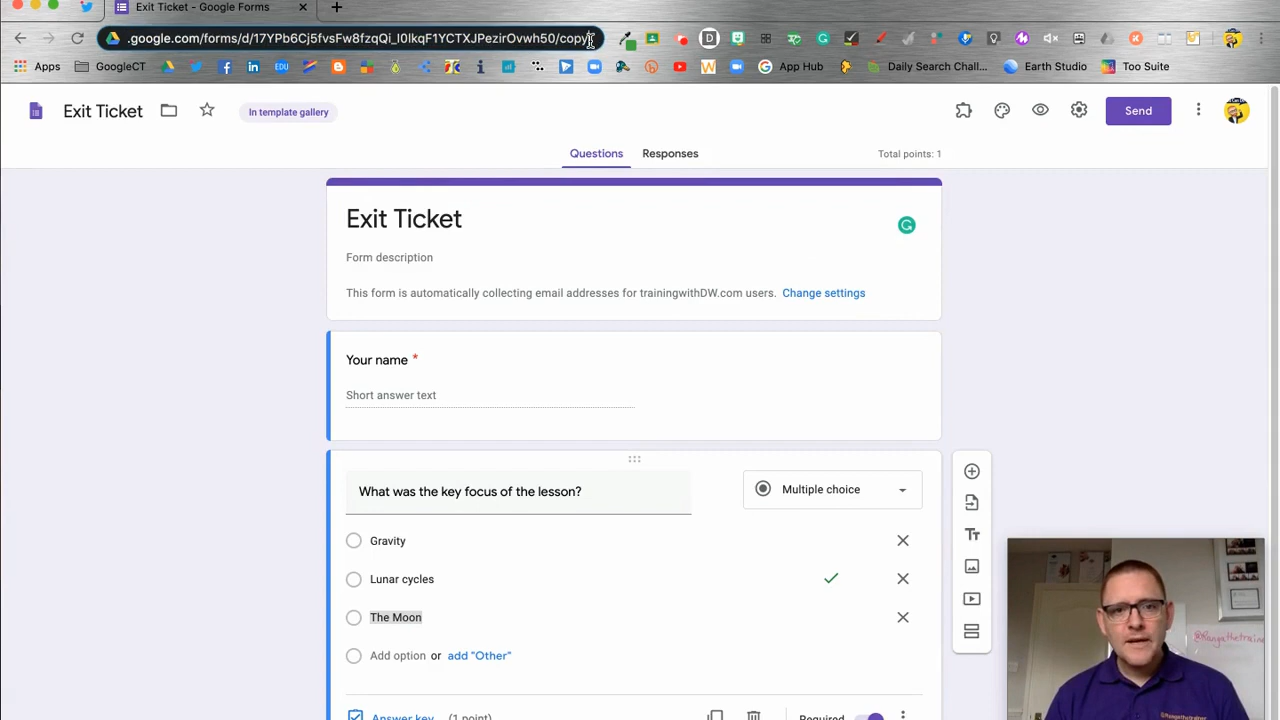 Exit Ticket - Google Forms
.google.com/forms/d/17YPb6Cj5fvsFw8fzqQi_l0lkqF1YCTXJPezirOvwh50/copy
Apps
GoogleCT
EDU
App Hub
Daily Search Chall...
Earth Studio
Too Suite
Exit Ticket
In template gallery
Send
Questions
Responses
Total points: 1
Exit Ticket
Form description
This form is automatically collecting email addresses for trainingwithDW.com users. Change settings
Your name *
Short answer text
What was the key focus of the lesson?
Multiple choice
Gravity
Lunar cycles
The Moon
Add option or add "Other"
Answer key (1 point)
Required
@Rangathetraine